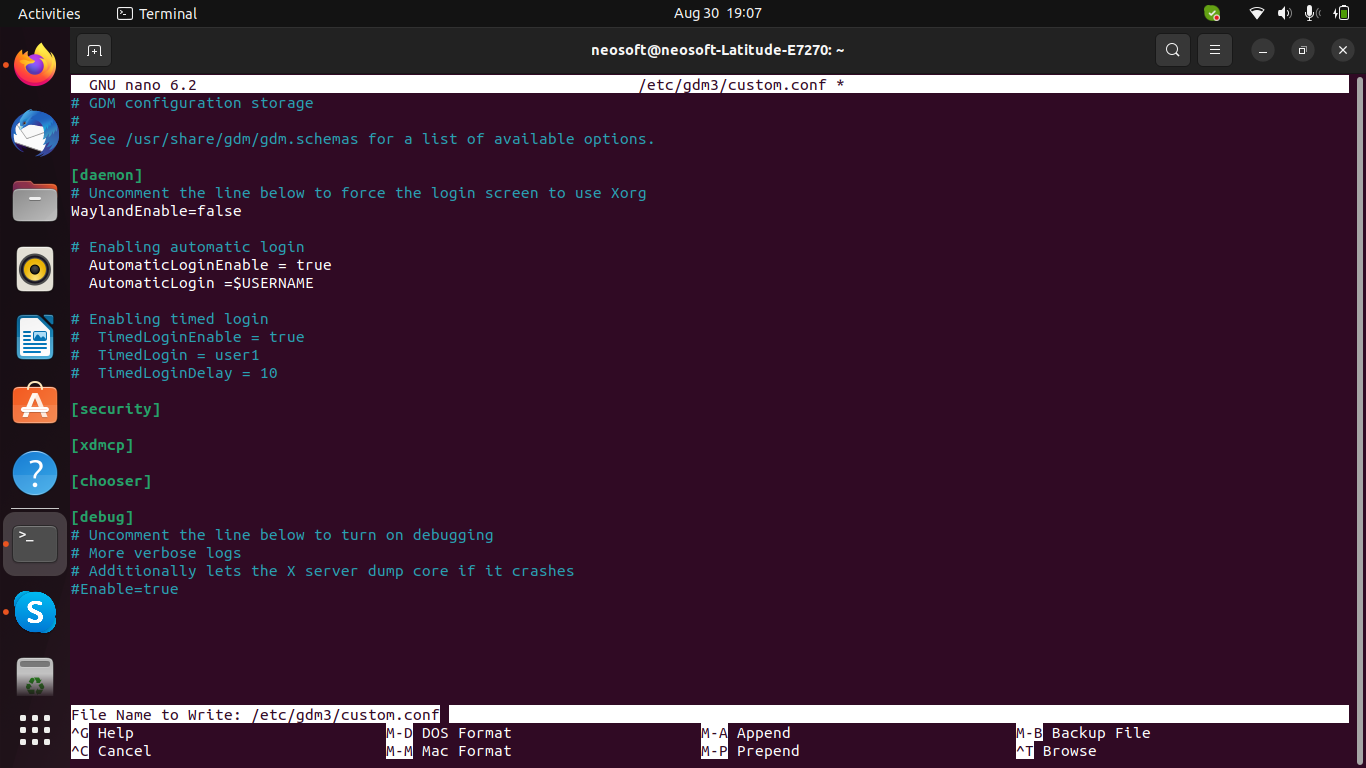 Activities Terminal Aug 30 19:07
neosoft@neosoft-Latitude-E7270: ~
GNU nano 6.2 /etc/gdm3/custom.conf *
# GDM configuration storage
#
# See /usr/share/gdm/gdm.schemas for a list of available options.
[daemon]
# Uncomment the line below to force the login screen to use Xorg
WaylandEnable=false
# Enabling automatic login
AutomaticLoginEnable = true
AutomaticLogin =$USERNAME
# Enabling timed login
# TimedLoginEnable = true
# TimedLogin = user1
# TimedLoginDelay = 10
[security]
[xdmcp]
[chooser]
[debug]
# Uncomment the line below to turn on debugging
# More verbose logs
# Additionally lets the X server dump core if it crashes
#Enable=true
File Name to Write: /etc/gdm3/custom.conf
^G Help M-D DOS Format M-A Append M-B Backup File
^C Cancel M-M Mac Format M-P Prepend ^T Browse